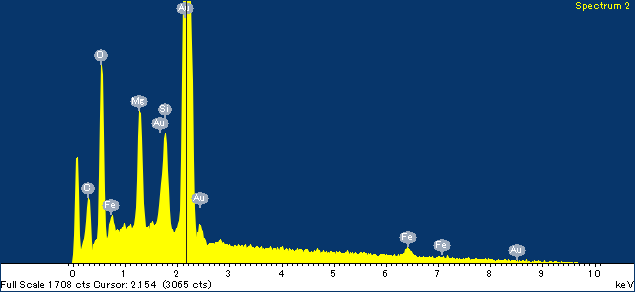 Spectrum 2
Au
O
Mg
Si
Au
C
Au
Fe
Fe
Fe
Au
0 1 2 3 4 5 6 7 8 9 10
Full Scale 1708 cts Cursor: 2.154 (3065 cts) keV